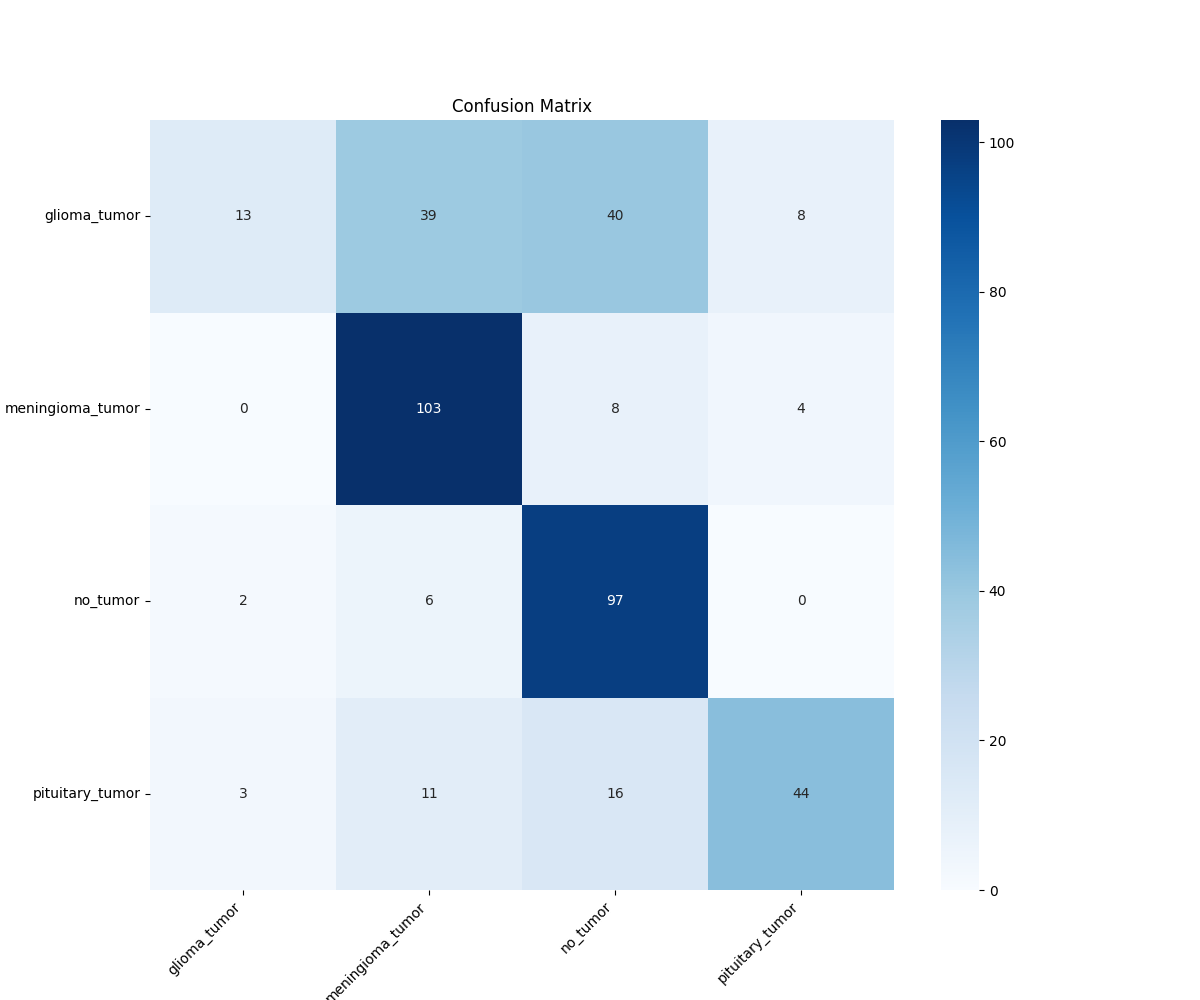 Confusion Matrix
glioma_tumor 13 39 40 8
meningioma_tumor 0 103 8 4
no_tumor 2 6 97 0
pituitary_tumor 3 11 16 44
glioma_tumor meningioma_tumor no_tumor pituitary_tumor
100
80
60
40
20
0